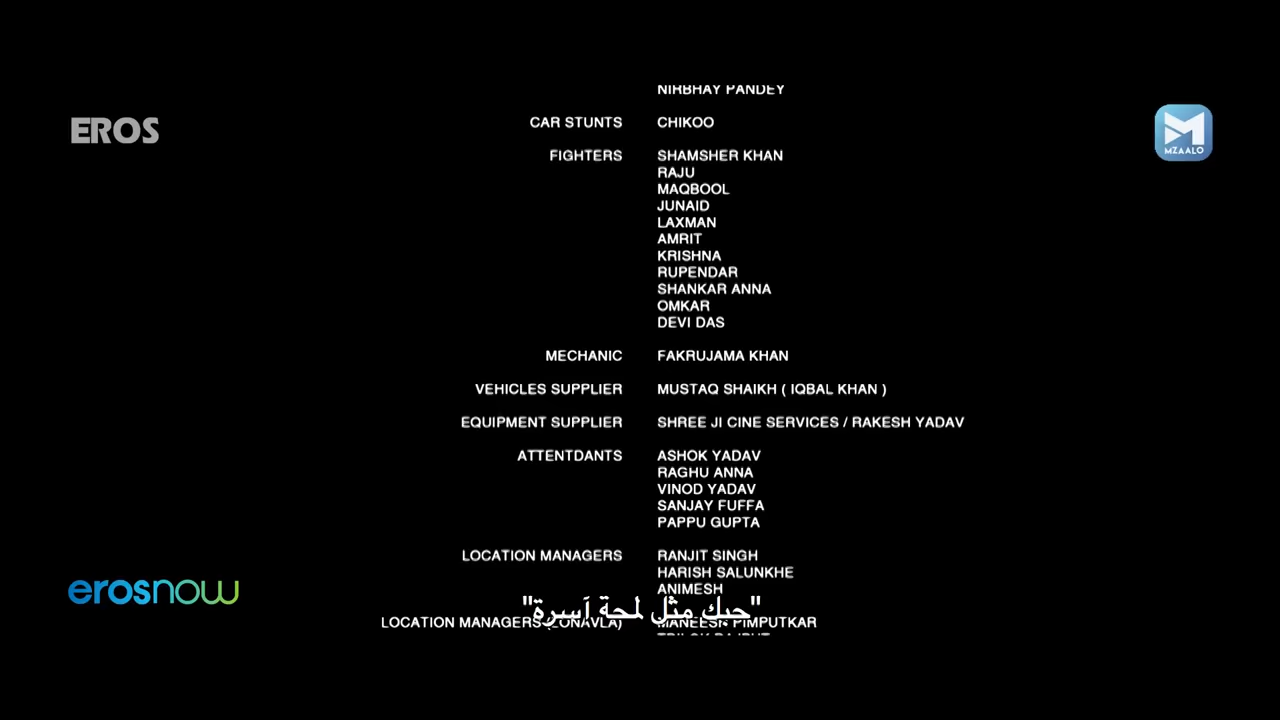 NIRBHAY PANDEY
EROS
MZAALO
CAR STUNTS CHIKOO
FIGHTERS SHAMSHER KHAN
RAJU
MAQBOOL
JUNAID
LAXMAN
AMRIT
KRISHNA
RUPENDAR
SHANKAR ANNA
OMKAR
DEVI DAS
MECHANIC FAKRUJAMA KHAN
VEHICLES SUPPLIER MUSTAQ SHAIKH ( IQBAL KHAN )
EQUIPMENT SUPPLIER SHREE JI CINE SERVICES / RAKESH YADAV
ATTENTDANTS ASHOK YADAV
RAGHU ANNA
VINOD YADAV
SANJAY FUFFA
PAPPU GUPTA
LOCATION MANAGERS RANJIT SINGH
HARISH SALUNKHE
ANIMESH
erosnow
"حبك مثل لمحة آسرة"
LOCATION MANAGERS (LONAVLA) MANEESH PIMPUTKAR